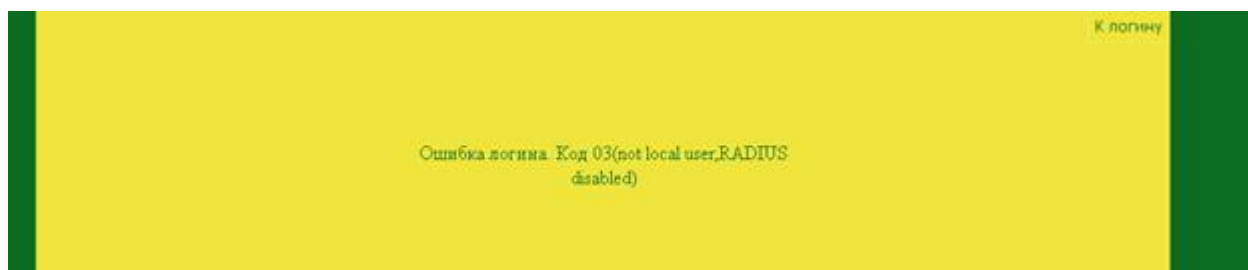 К логину
Ошибка логина. Код 03(not local user,RADIUS
disabled)